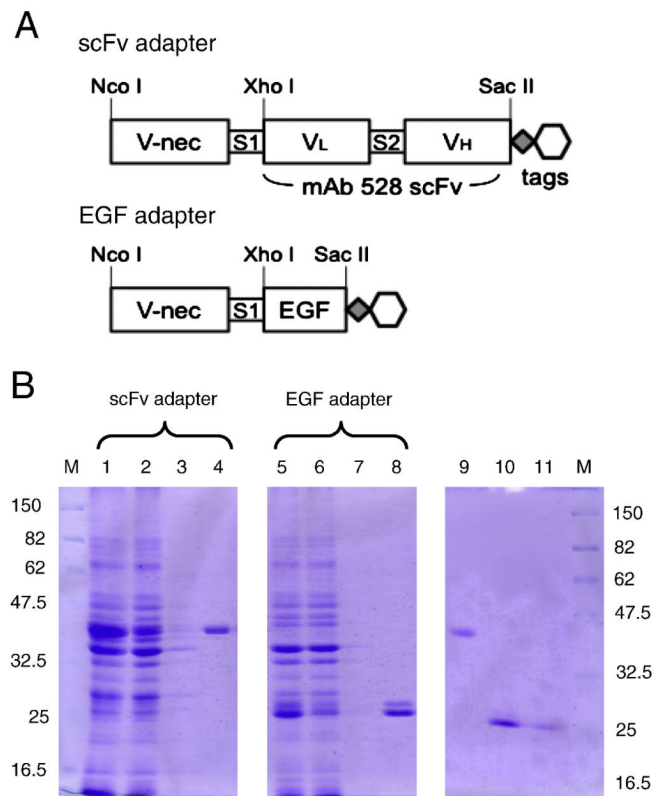 A
scFv adapter
Nco I Xho I Sac II
V-nec S1 VL S2 VH
mAb 528 scFv tags
EGF adapter
Nco I Xho I Sac II
V-nec S1 EGF
B
scFv adapter EGF adapter
M 1 2 3 4 5 6 7 8 9 10 11 M
150 150
82 82
62 62
47.5 47.5
32.5 32.5
25 25
16.5 16.5